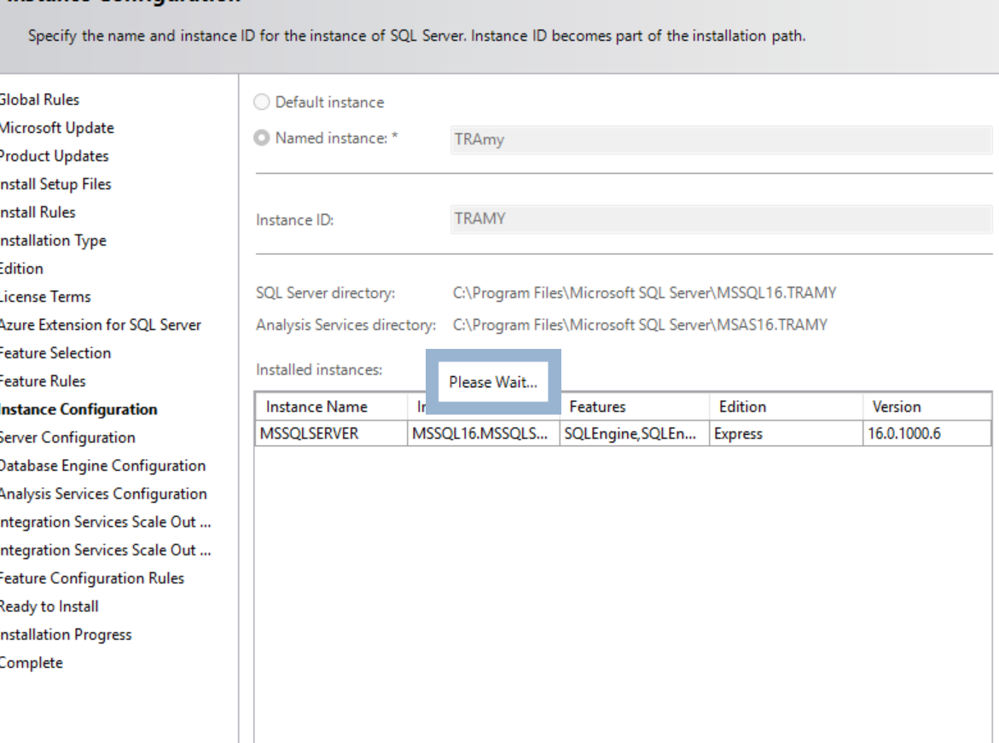 Specify the name and instance ID for the instance of SQL Server. Instance ID becomes part of the installation path.
Global Rules
Microsoft Update
Product Updates
Install Setup Files
Install Rules
Installation Type
Edition
License Terms
Azure Extension for SQL Server
Feature Selection
Feature Rules
Instance Configuration
Server Configuration
Database Engine Configuration
Analysis Services Configuration
Integration Services Scale Out ...
Integration Services Scale Out ...
Feature Configuration Rules
Ready to Install
Installation Progress
Complete
Default instance
Named instance: * TRAmy
Instance ID: TRAMY
SQL Server directory: C:\Program Files\Microsoft SQL Server\MSSQL16.TRAMY
Analysis Services directory: C:\Program Files\Microsoft SQL Server\MSAS16.TRAMY
Installed instances:
Please Wait...
Instance Name Features Edition Version
MSSQLSERVER MSSQL16.MSSQLS... SQLEngine,SQLEn... Express 16.0.1000.6